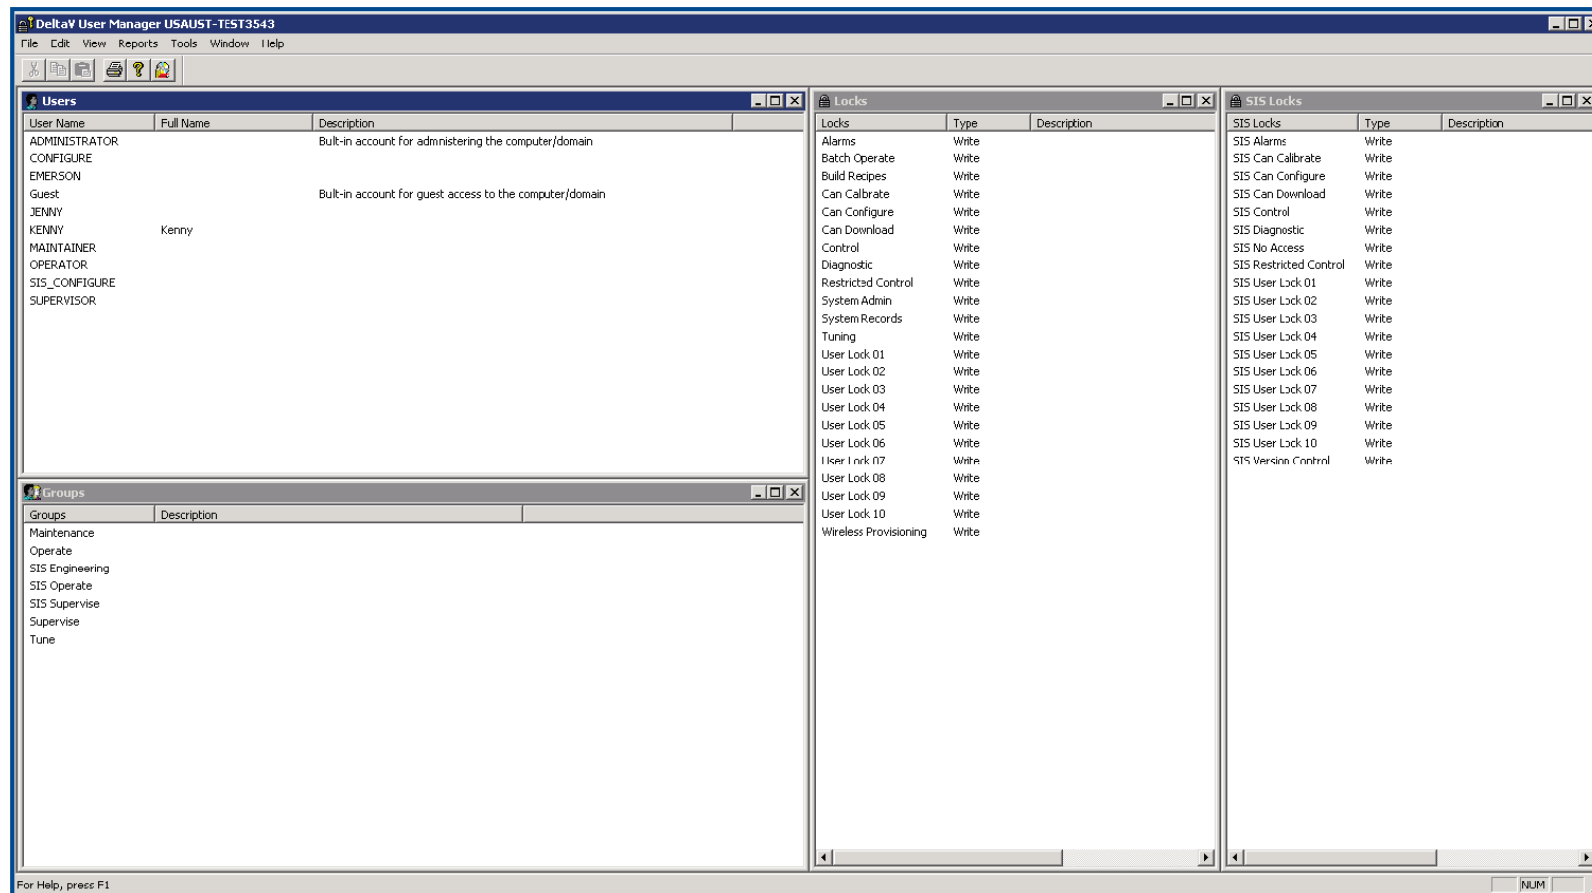 DeltaV User Manager USAUST-TEST3543
File Edit View Reports Tools Window Help
Users
User Name Full Name Description
ADMINISTRATOR Built-in account for administering the computer/domain
CONFIGURE
EMERSON
Guest Built-in account for guest access to the computer/domain
JENNY
KENNY Kenny
MAINTAINER
OPERATOR
SIS_CONFIGURE
SUPERVISOR
Groups
Groups Description
Maintenance
Operate
SIS Engineering
SIS Operate
SIS Supervise
Supervise
Tune
Locks
Locks Type Description
Alarms Write
Batch Operate Write
Build Recipes Write
Can Calibrate Write
Can Configure Write
Can Download Write
Control Write
Diagnostic Write
Restricted Control Write
System Admin Write
System Records Write
Tuning Write
User Lock 01 Write
User Lock 02 Write
User Lock 03 Write
User Lock 04 Write
User Lock 05 Write
User Lock 06 Write
User Lock 07 Write
User Lock 08 Write
User Lock 09 Write
User Lock 10 Write
Wireless Provisioning Write
SIS Locks
SIS Locks Type Description
SIS Alarms Write
SIS Can Calibrate Write
SIS Can Configure Write
SIS Can Download Write
SIS Control Write
SIS Diagnostic Write
SIS No Access Write
SIS Restricted Control Write
SIS User Lock 01 Write
SIS User Lock 02 Write
SIS User Lock 03 Write
SIS User Lock 04 Write
SIS User Lock 05 Write
SIS User Lock 06 Write
SIS User Lock 07 Write
SIS User Lock 08 Write
SIS User Lock 09 Write
SIS User Lock 10 Write
SIS Version Control Write
For Help, press F1
NUM